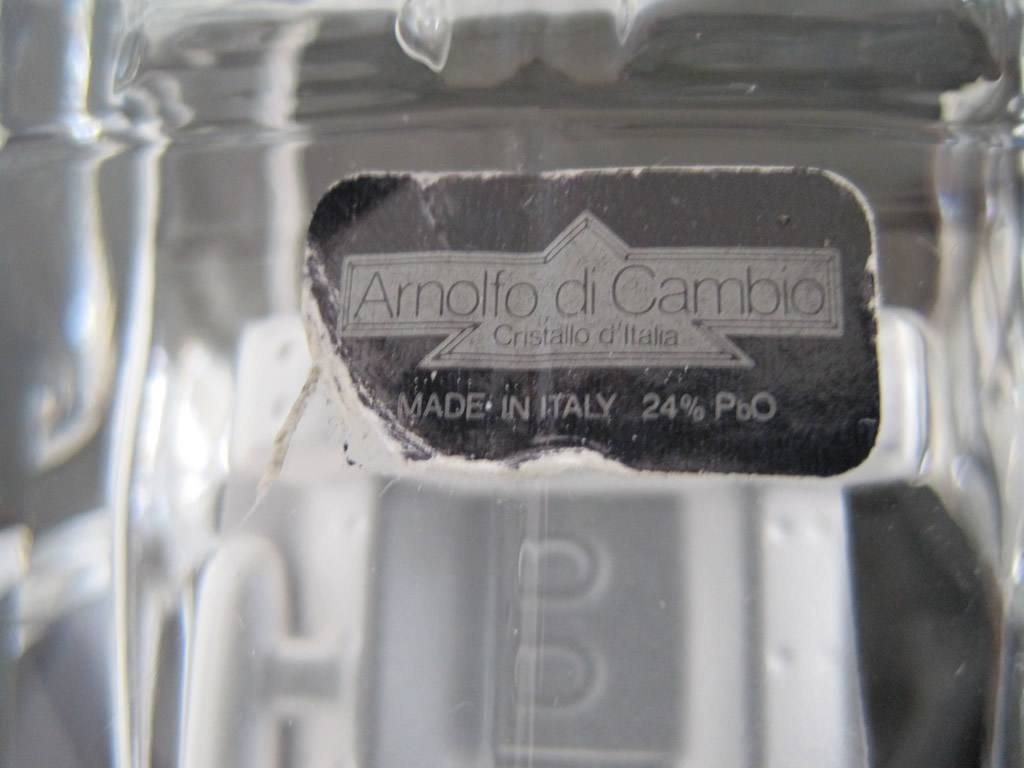 Arnolfo di Cambio
Cristallo d'Italia
MADE IN ITALY 24% PbO